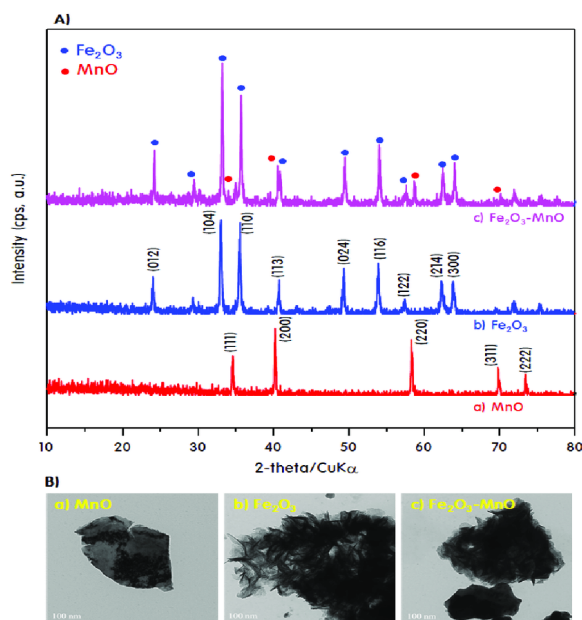 A)
Fe₂O₃
MnO
c) Fe₂O₃-MnO
(012)
(104)
(110)
(113)
(024)
(116)
(122)
(214)
(300)
b) Fe₂O₃
(111)
(200)
(220)
(311)
(222)
a) MnO
Intensity (cps, a.u.)
10 20 30 40 50 60 70 80
2-theta/CuKα
B)
a) MnO
b) Fe₂O₃
c) Fe₂O₃-MnO
100 nm
100 nm
100 nm